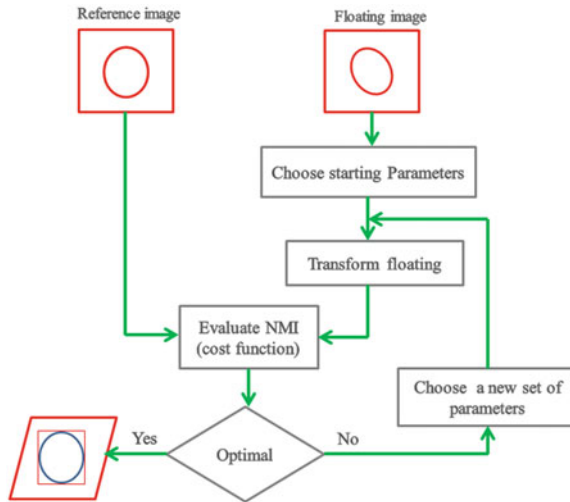 Reference image
Floating image
Choose starting Parameters
Transform floating
Evaluate NMI
(cost function)
Choose a new set of
parameters
Yes
Optimal
No